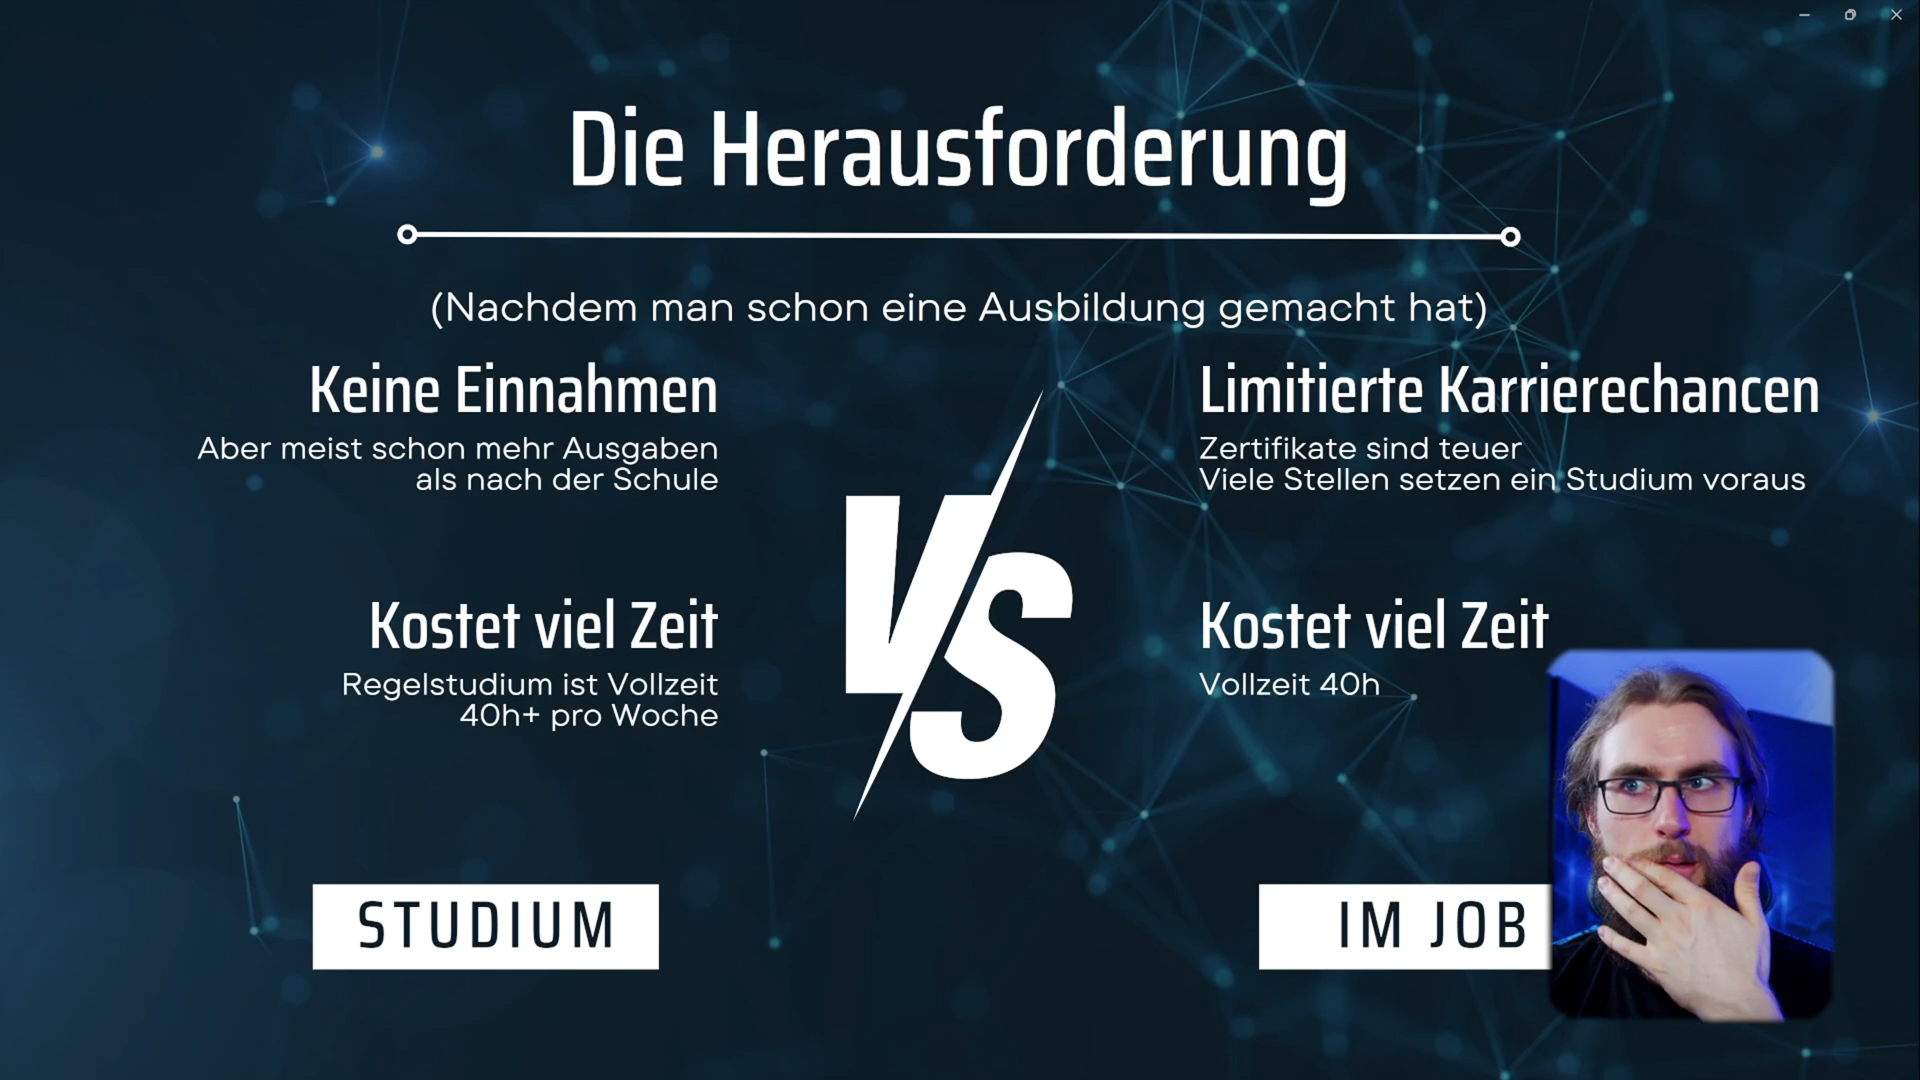 Die Herausforderung
(Nachdem man schon eine Ausbildung gemacht hat)
Keine Einnahmen
Aber meist schon mehr Ausgaben
als nach der Schule
Kostet viel Zeit
Regelstudium ist Vollzeit
40h+ pro Woche
STUDIUM
VS
Limitierte Karrierechancen
Zertifikate sind teuer
Viele Stellen setzen ein Studium voraus
Kostet viel Zeit
Vollzeit 40h
IM JOB